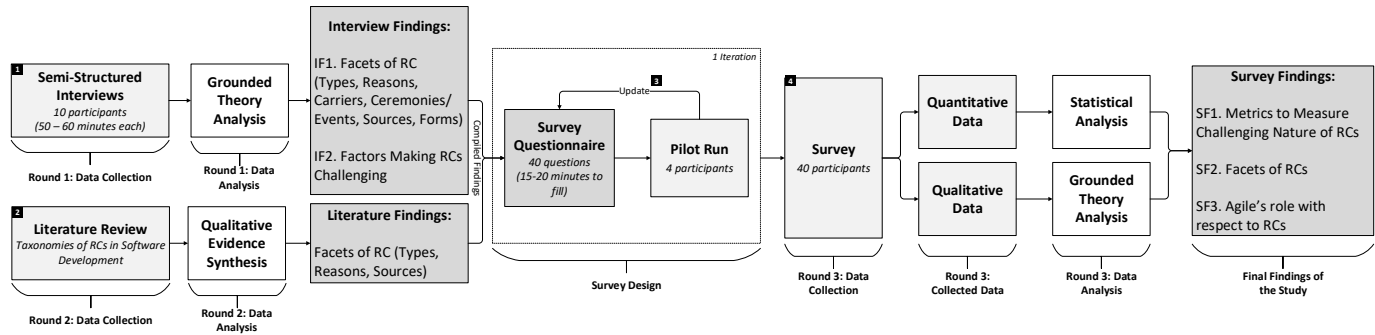 1
Semi-Structured
Interviews
10 participants
(50 – 60 minutes each)
Round 1: Data Collection
Grounded
Theory
Analysis
Round 1: Data
Analysis
Interview Findings:
IF1. Facets of RC
(Types, Reasons,
Carriers, Ceremonies/
Events, Sources, Forms)
IF2. Factors Making RCs
Challenging
2
Literature Review
Taxonomies of RCs in Software
Development
Round 2: Data Collection
Qualitative
Evidence
Synthesis
Round 2: Data
Analysis
Literature Findings:
Facets of RC (Types,
Reasons, Sources)
Compiled Findings
1 Iteration
3
Update
Survey
Questionnaire
40 questions
(15-20 minutes to
fill)
Pilot Run
4 participants
Survey Design
4
Survey
40 participants
Round 3: Data
Collection
Quantitative
Data
Qualitative
Data
Round 3:
Collected Data
Statistical
Analysis
Grounded
Theory
Analysis
Round 3: Data
Analysis
Survey Findings:
SF1. Metrics to Measure
Challenging Nature of RCs
SF2. Facets of RCs
SF3. Agile's role with
respect to RCs
Final Findings of
the Study